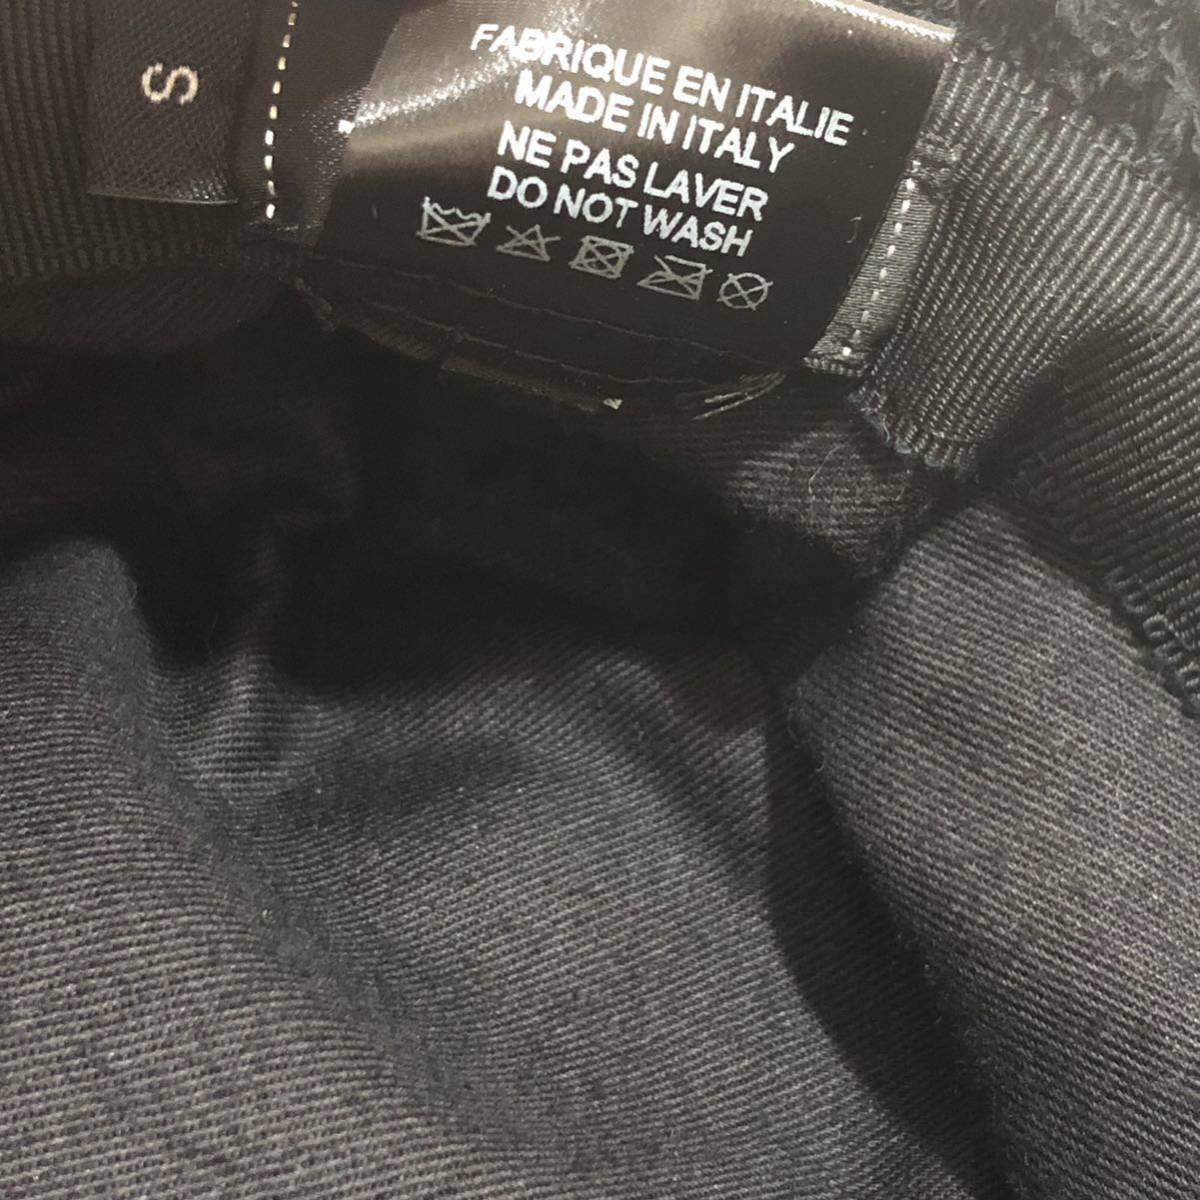 S
FABRIQUE EN ITALIE
MADE IN ITALY
NE PAS LAVER
DO NOT WASH